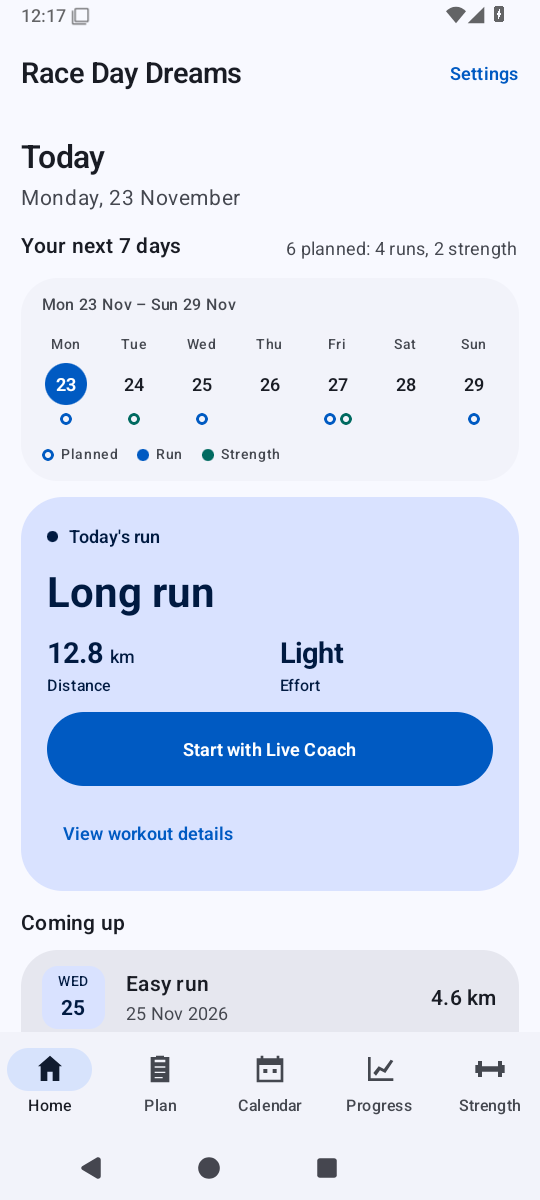 12:17
Race Day Dreams
Settings
Today
Monday, 23 November
Your next 7 days
6 planned: 4 runs, 2 strength
Mon 23 Nov – Sun 29 Nov
Mon Tue Wed Thu Fri Sat Sun
23 24 25 26 27 28 29
Planned Run Strength
Today's run
Long run
12.8 km Light
Distance Effort
Start with Live Coach
View workout details
Coming up
WED
25
Easy run
25 Nov 2026
4.6 km
Home Plan Calendar Progress Strength